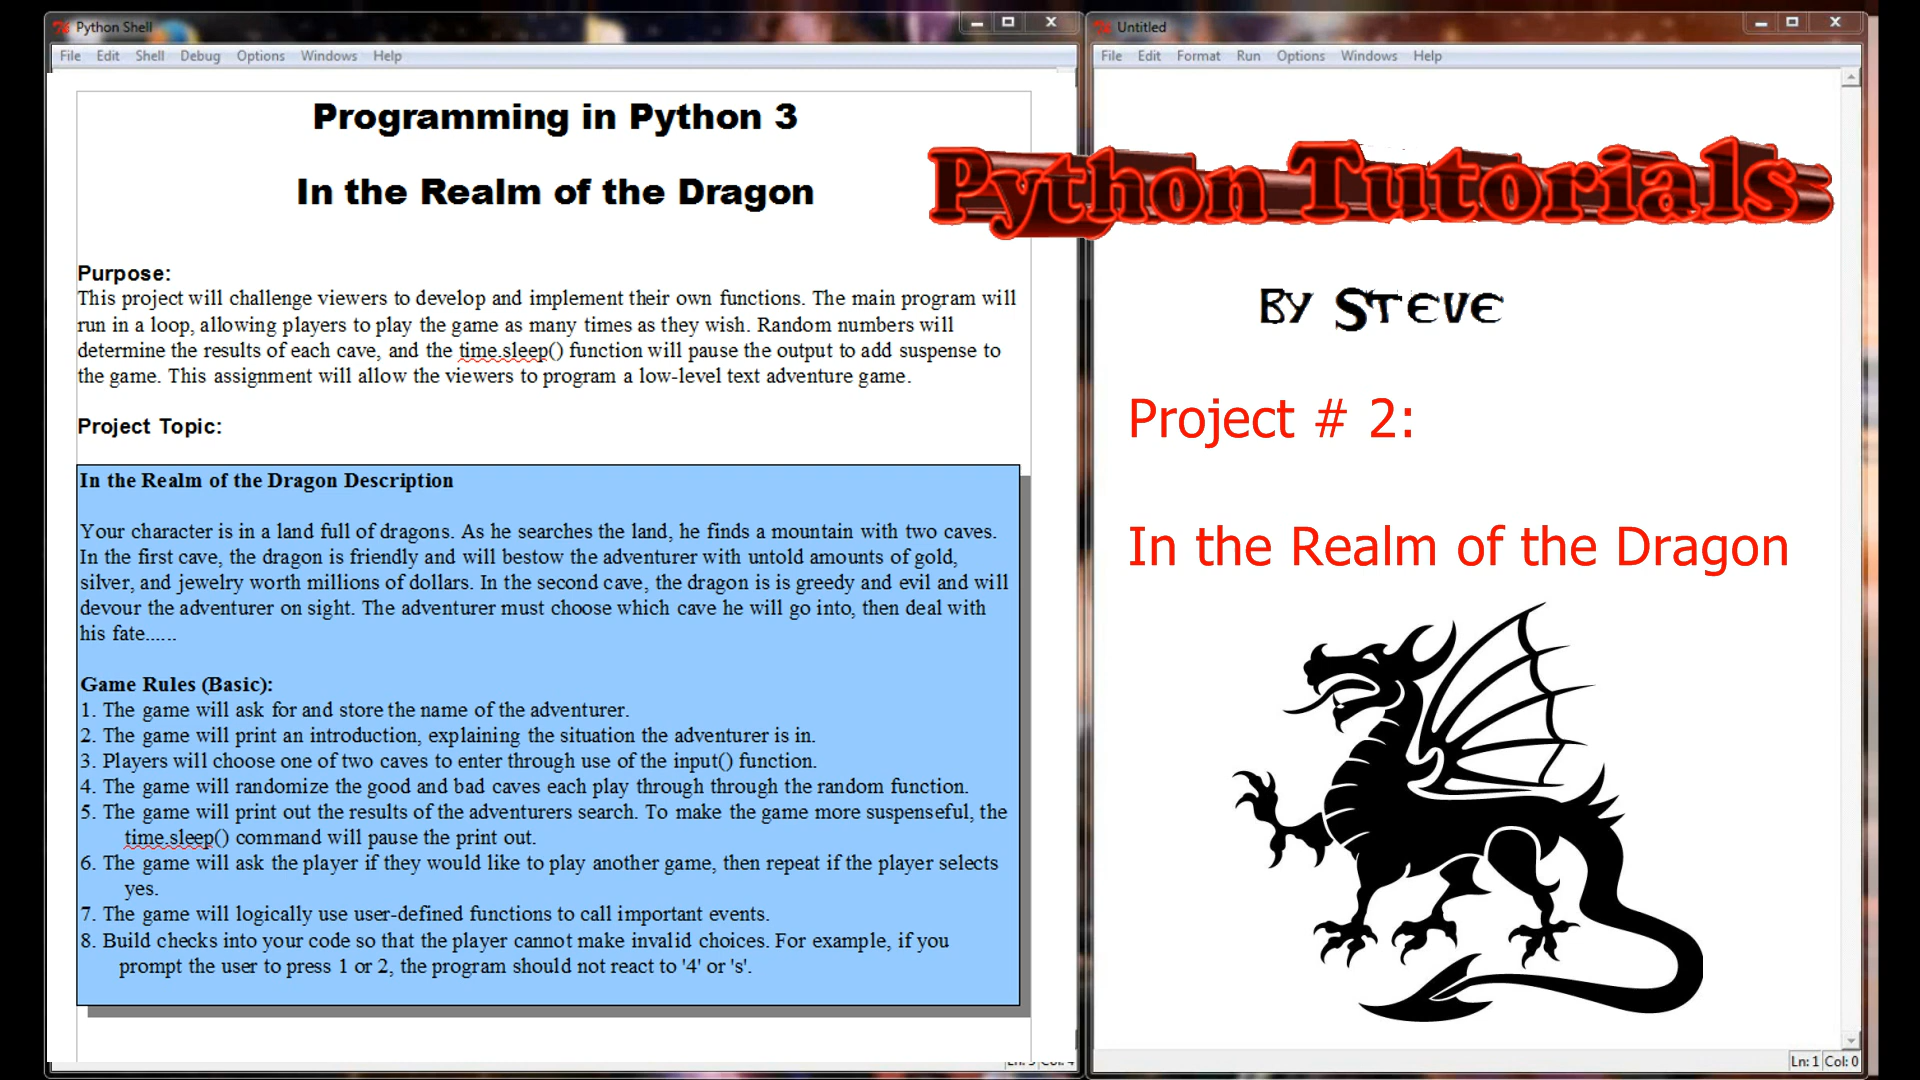 Python Shell
File Edit Shell Debug Options Windows Help
Programming in Python 3
In the Realm of the Dragon
Purpose:
This project will challenge viewers to develop and implement their own functions. The main program will
run in a loop, allowing players to play the game as many times as they wish. Random numbers will
determine the results of each cave, and the time.sleep() function will pause the output to add suspense to
the game. This assignment will allow the viewers to program a low-level text adventure game.
Project Topic:
In the Realm of the Dragon Description
Your character is in a land full of dragons. As he searches the land, he finds a mountain with two caves.
In the first cave, the dragon is friendly and will bestow the adventurer with untold amounts of gold,
silver, and jewelry worth millions of dollars. In the second cave, the dragon is is greedy and evil and will
devour the adventurer on sight. The adventurer must choose which cave he will go into, then deal with
his fate......
Game Rules (Basic):
1. The game will ask for and store the name of the adventurer.
2. The game will print an introduction, explaining the situation the adventurer is in.
3. Players will choose one of two caves to enter through use of the input() function.
4. The game will randomize the good and bad caves each play through through the random function.
5. The game will print out the results of the adventurers search. To make the game more suspenseful, the
time.sleep() command will pause the print out.
6. The game will ask the player if they would like to play another game, then repeat if the player selects
yes.
7. The game will logically use user-defined functions to call important events.
8. Build checks into your code so that the player cannot make invalid choices. For example, if you
prompt the user to press 1 or 2, the program should not react to '4' or 's'.
Untitled
File Edit Format Run Options Windows Help
Python Tutorials
By Steve
Project # 2:
In the Realm of the Dragon
Ln: 1 Col: 0